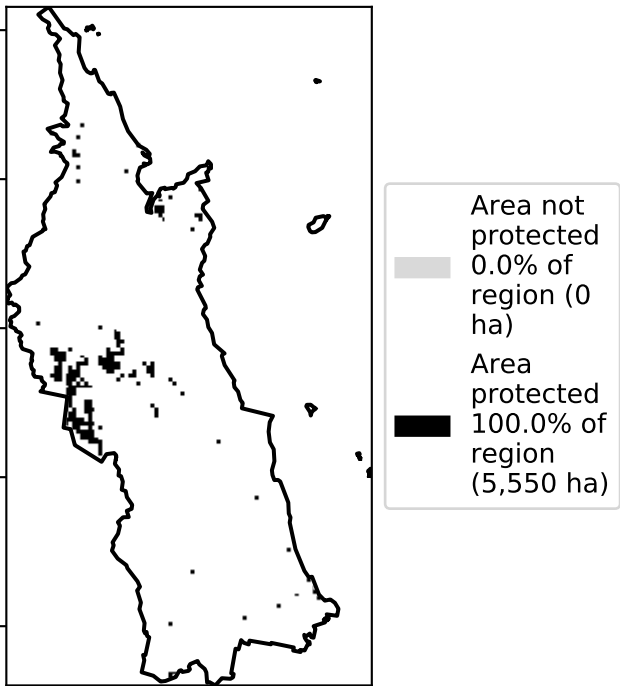 Area not
protected
0.0% of
region (0
ha)
Area
protected
100.0% of
region
(5,550 ha)